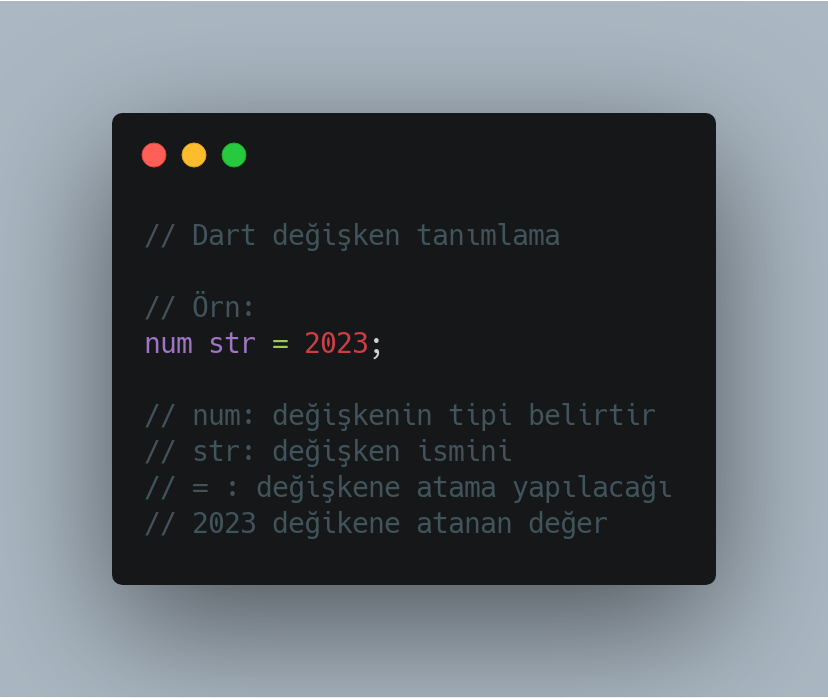 // Dart değişken tanımlama
// Örn:
num str = 2023;
// num: değişkenin tipi belirtir
// str: değişken ismini
// = : değişkene atama yapılacağı
// 2023 değikene atanan değer